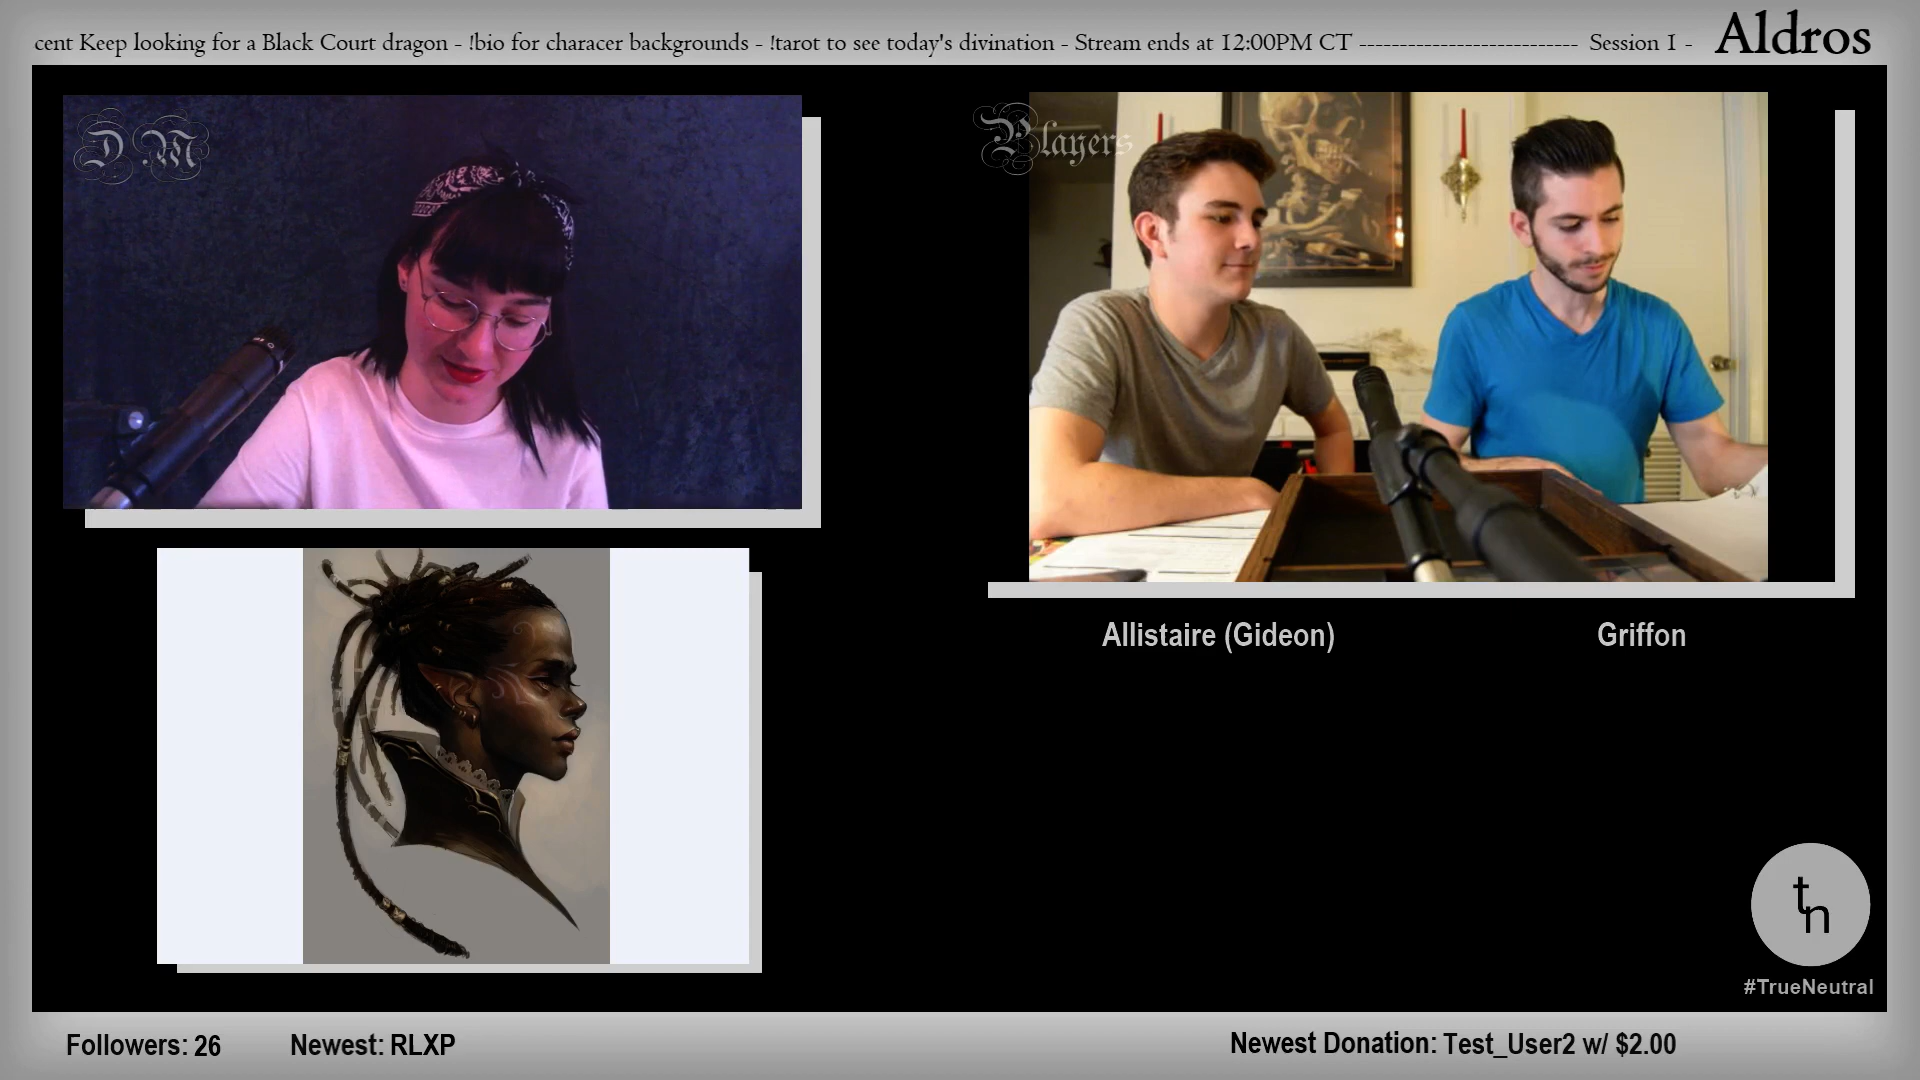 cent Keep looking for a Black Court dragon - !bio for characer backgrounds - !tarot to see today's divination - Stream ends at 12:00PM CT --------------------------- Session 1 -
Aldros
DM
Players
Allistaire (Gideon)
Griffon
tn
#TrueNeutral
Followers: 26
Newest: RLXP
Newest Donation: Test_User2 w/ $2.00